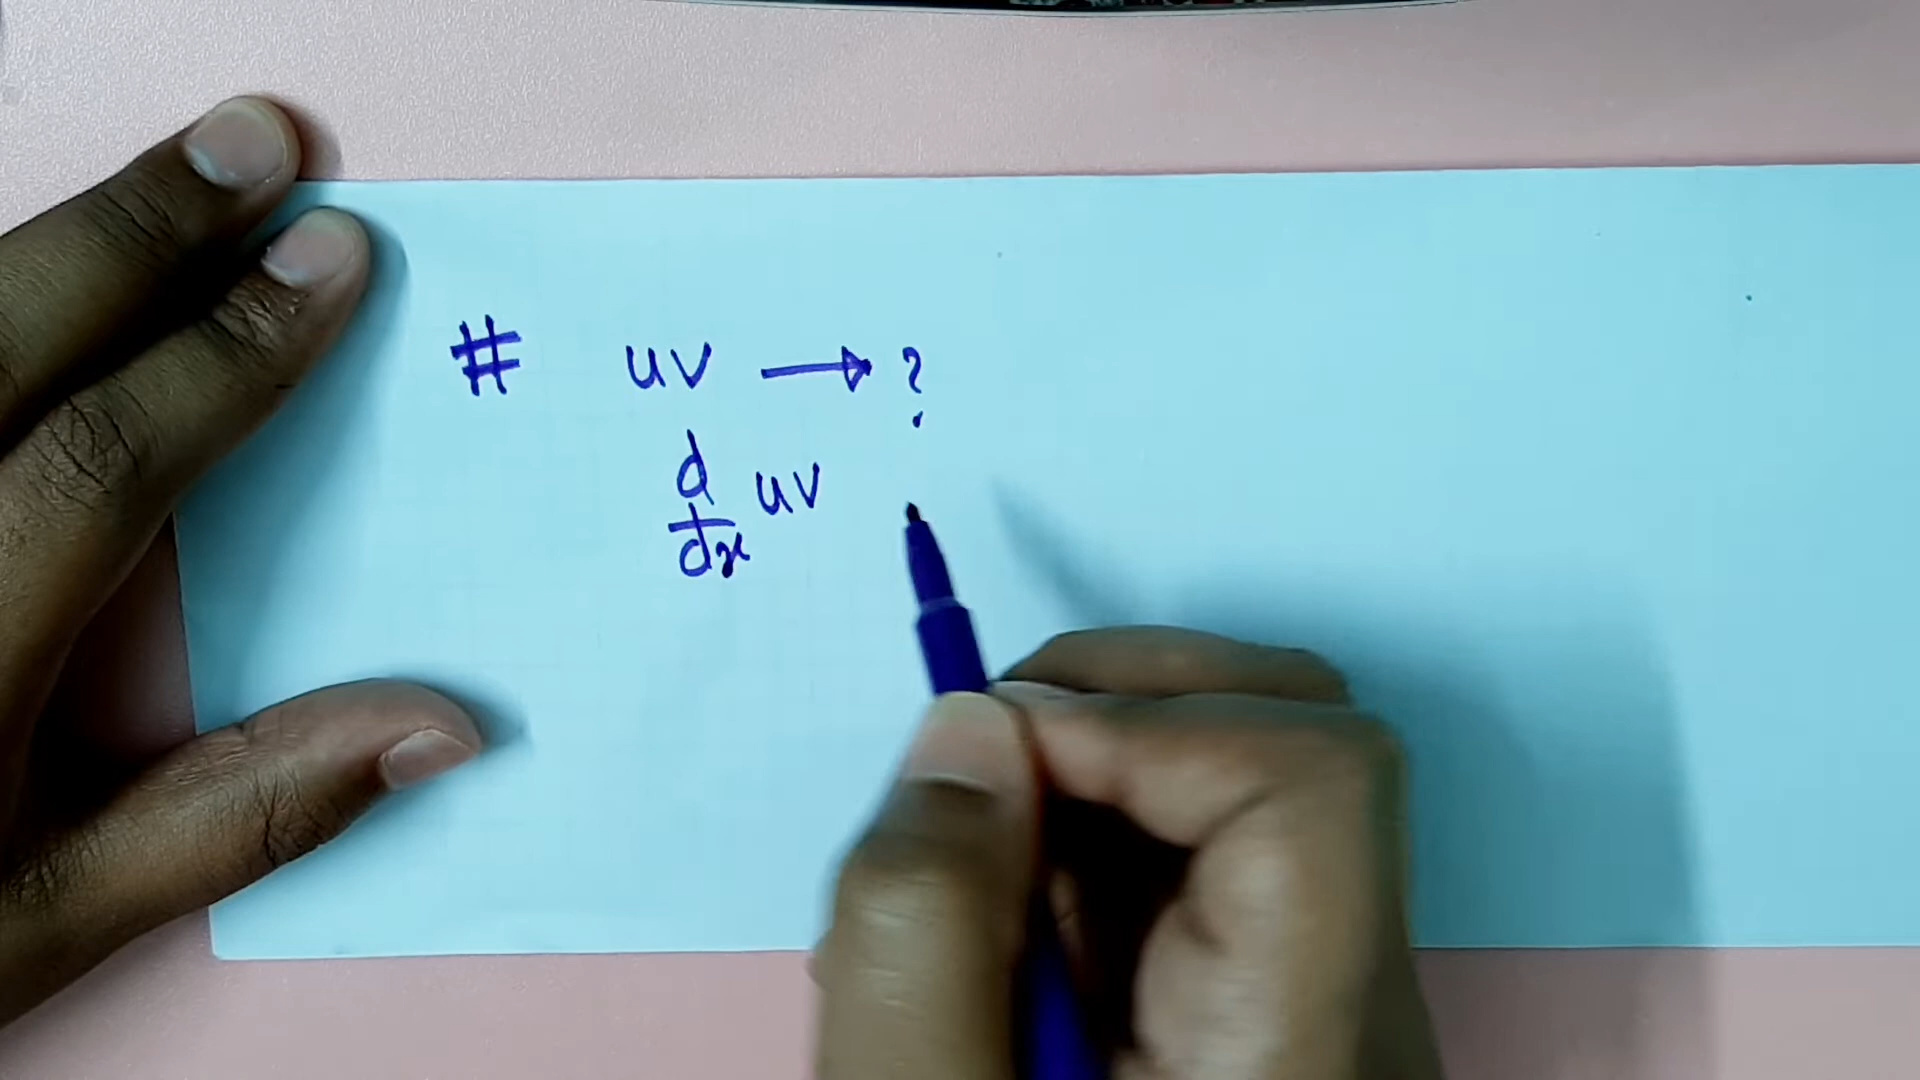 # uv → ?
d/dx uv